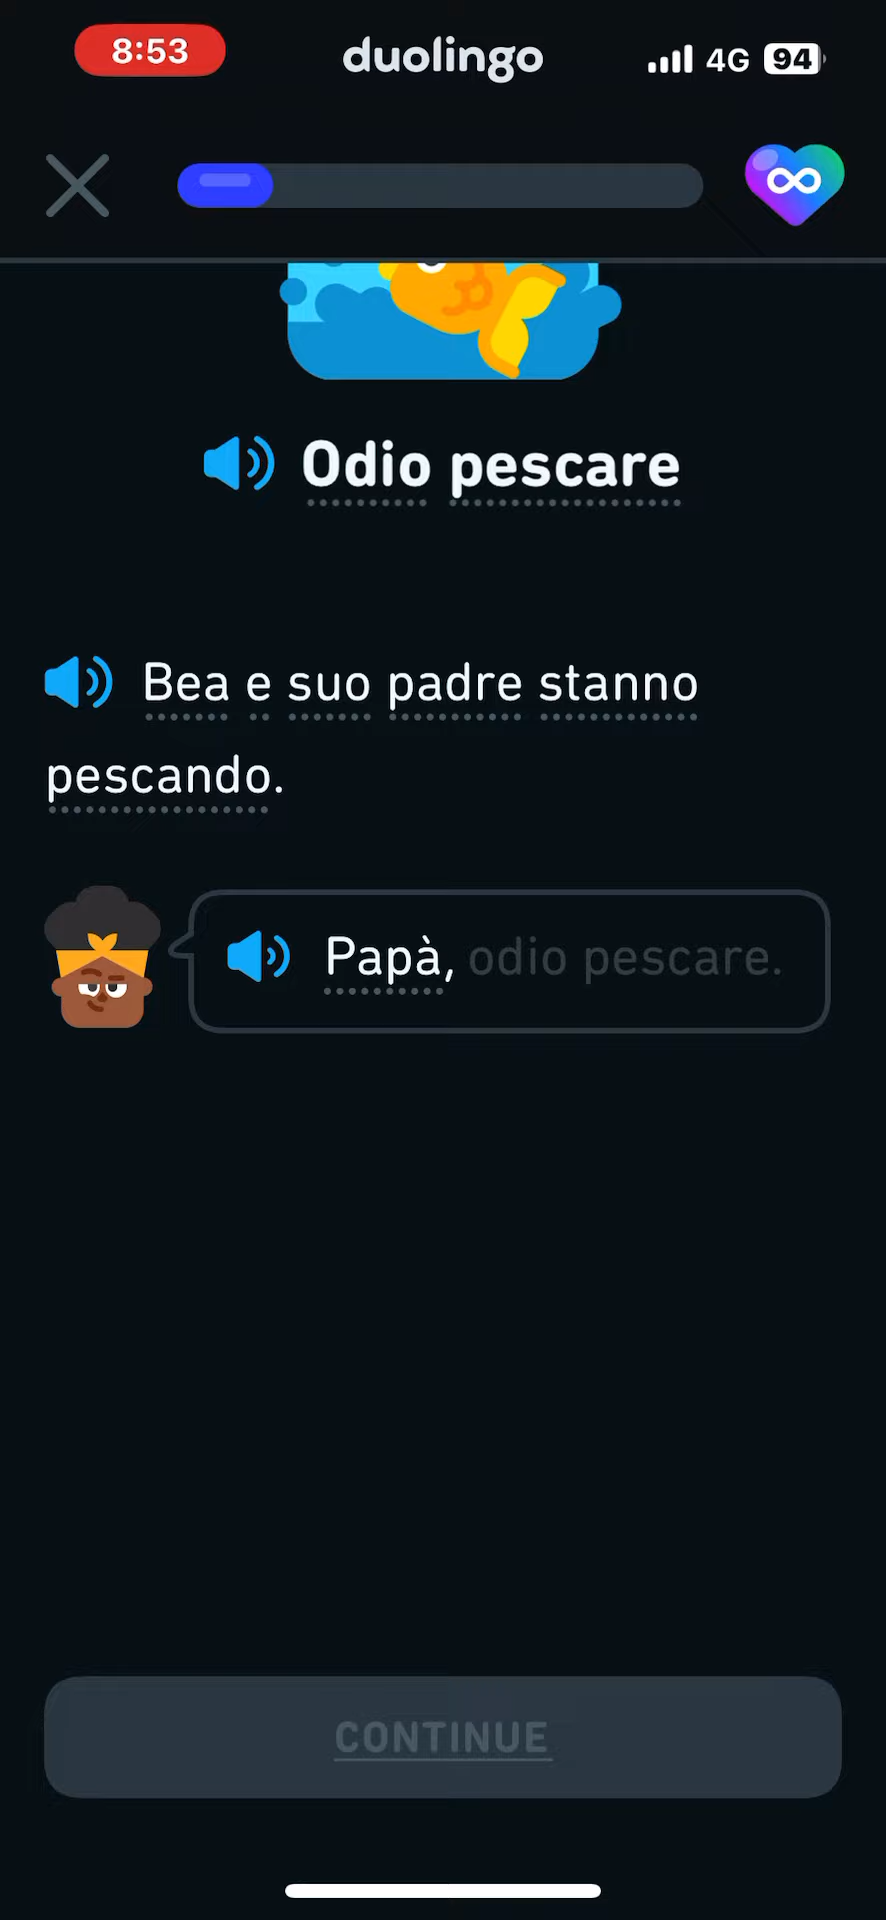 8:53 duolingo 4G 94
Odio pescare
Bea e suo padre stanno
pescando.
Papà, odio pescare.
CONTINUE